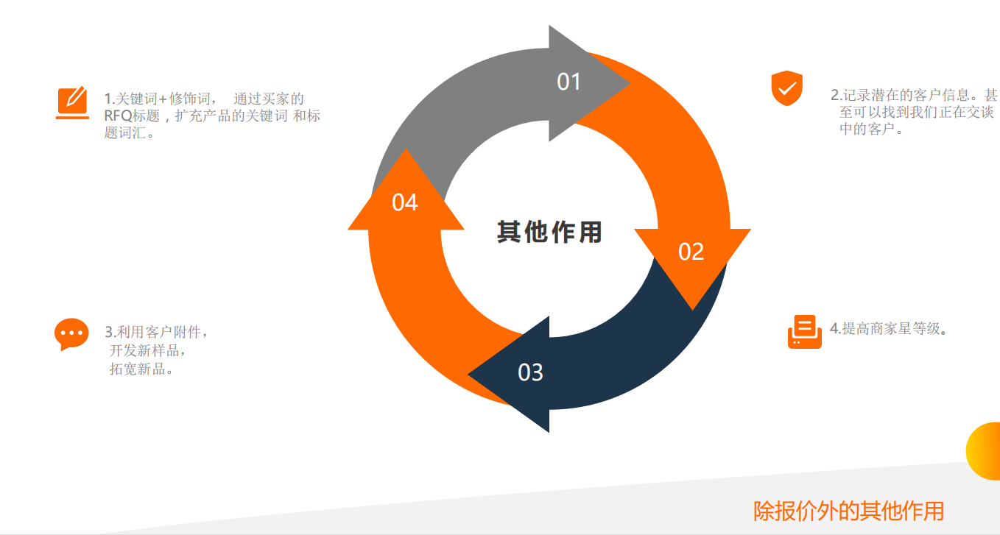 1.关键词+修饰词， 通过买家的
RFQ标题，扩充产品的关键词 和标
题词汇。
2.记录潜在的客户信息。甚
至可以找到我们正在交谈
中的客户。
01
02
03
04
其他作用
3.利用客户附件，
开发新样品，
拓宽新品。
4.提高商家星等级。
除报价外的其他作用